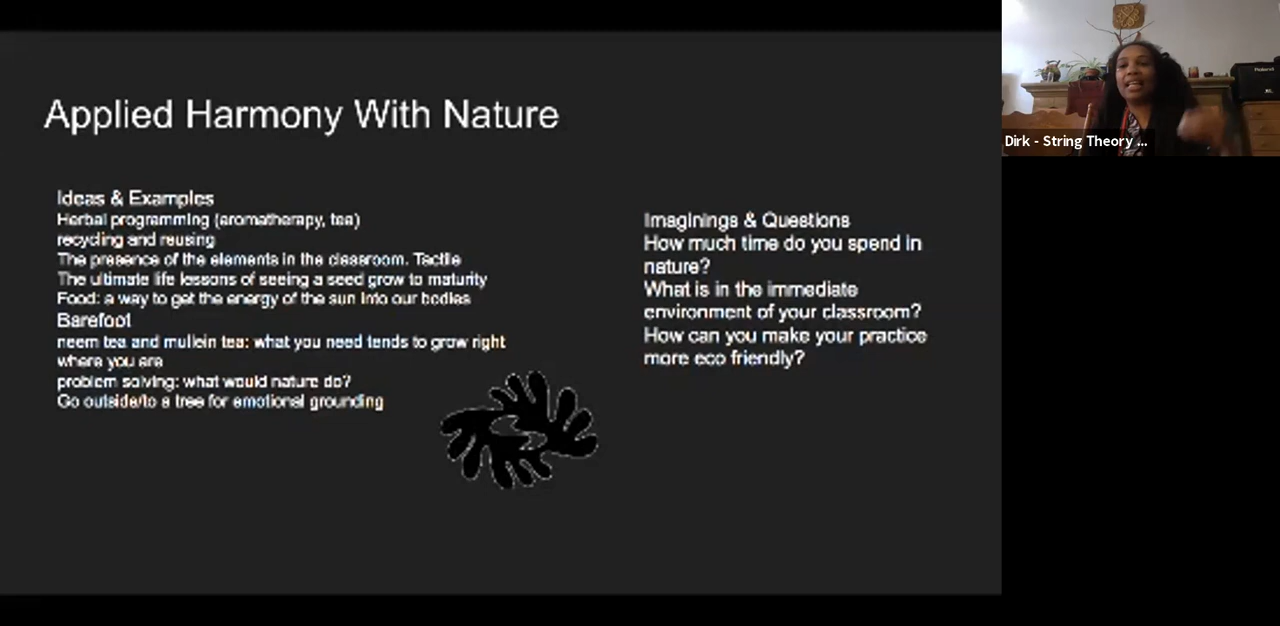 Applied Harmony With Nature
Ideas & Examples
Herbal programming (aromatherapy, tea)
recycling and reusing
The presence of the elements in the classroom. Tactile
The ultimate life lessons of seeing a seed grow to maturity
Food: a way to get the energy of the sun into our bodies
Barefoot
neem tea and mullein tea: what you need tends to grow right
where you are
problem solving: what would nature do?
Go outside/to a tree for emotional grounding
Imaginings & Questions
How much time do you spend in
nature?
What is in the immediate
environment of your classroom?
How can you make your practice
more eco friendly?
Dirk - String Theory ...
Roland